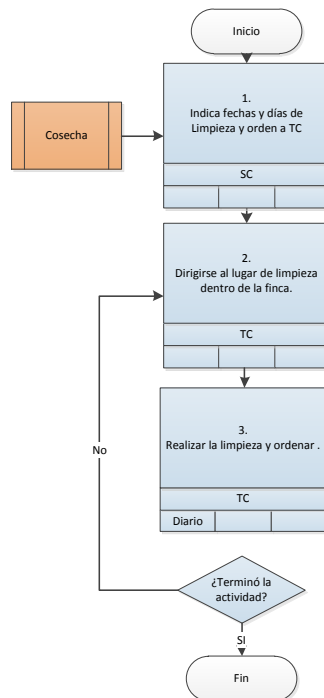 Inicio
1.
Indica fechas y días de
Limpieza y orden a TC
SC
Cosecha
2.
Dirigirse al lugar de limpieza
dentro de la finca.
TC
3.
Realizar la limpieza y ordenar .
TC
Diario
No
¿Terminó la
actividad?
SI
Fin